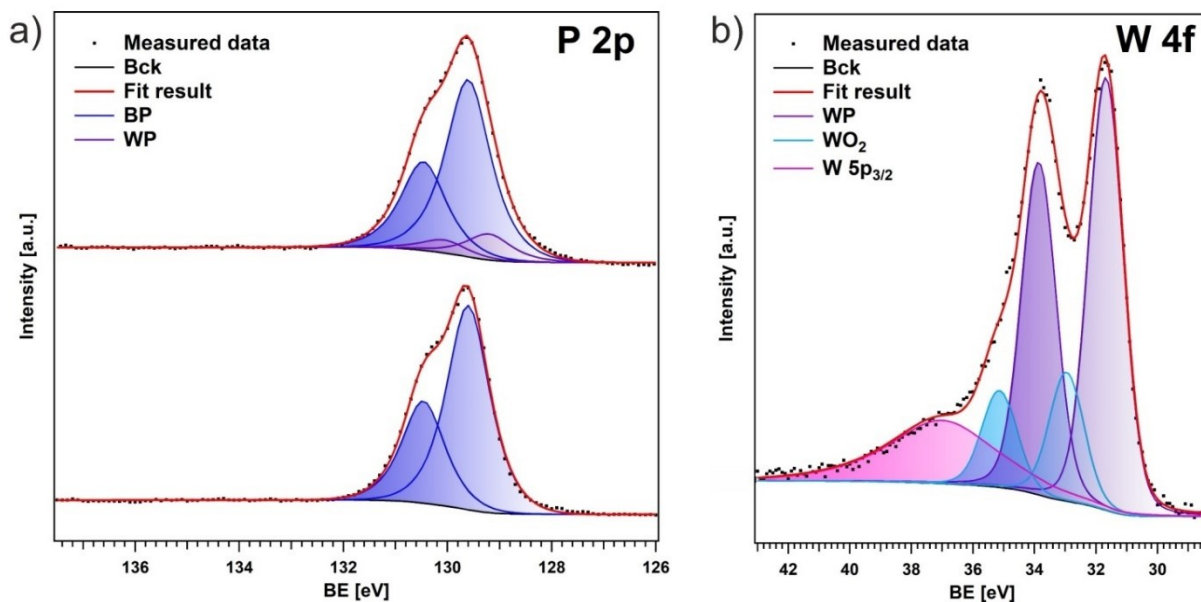 a)
P 2p
Measured data
Bck
Fit result
BP
WP
Intensity [a.u.]
Intensity [a.u.]
136 134 132 130 128 126
BE [eV]
b)
W 4f
Measured data
Bck
Fit result
WP
WO₂
W 5p₃/₂
Intensity [a.u.]
42 40 38 36 34 32 30
BE [eV]